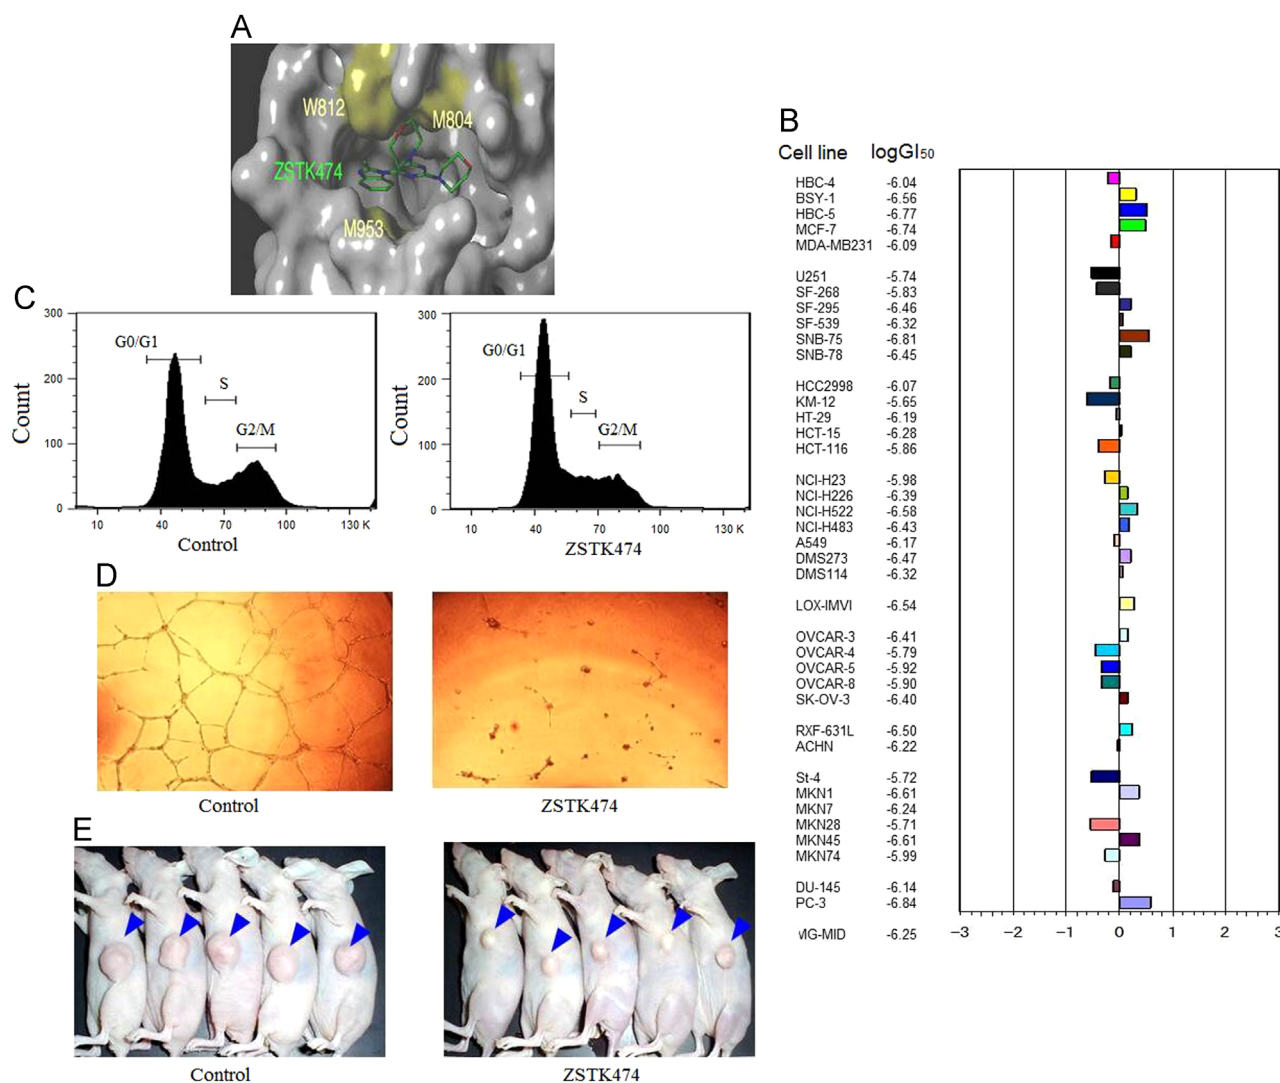 A
W812
M804
ZSTK474
M953
B
Cell line logGI50
HBC-4 -6.04
BSY-1 -6.56
HBC-5 -6.77
MCF-7 -6.74
MDA-MB231 -6.09
U251 -5.74
SF-268 -5.83
SF-295 -6.46
SF-539 -6.32
SNB-75 -6.81
SNB-78 -6.45
HCC2998 -6.07
KM-12 -5.65
HT-29 -6.19
HCT-15 -6.28
HCT-116 -5.86
NCI-H23 -5.98
NCI-H226 -6.39
NCI-H522 -6.58
NCI-H483 -6.43
A549 -6.17
DMS273 -6.47
DMS114 -6.32
LOX-IMVI -6.54
OVCAR-3 -6.41
OVCAR-4 -5.79
OVCAR-5 -5.92
OVCAR-8 -5.90
SK-OV-3 -6.40
RXF-631L -6.50
ACHN -6.22
St-4 -5.72
MKN1 -6.61
MKN7 -6.24
MKN28 -5.71
MKN45 -6.61
MKN74 -5.99
DU-145 -6.14
PC-3 -6.84
-6.25
−3 −2 −1 0 1 2 3
C
300
200
100
0
Count
G0/G1
S
G2/M
10 40 70 100 130 K
Control
300
200
100
0
Count
G0/G1
S
G2/M
10 40 70 100 130 K
ZSTK474
D
Control
ZSTK474
E
Control
ZSTK474